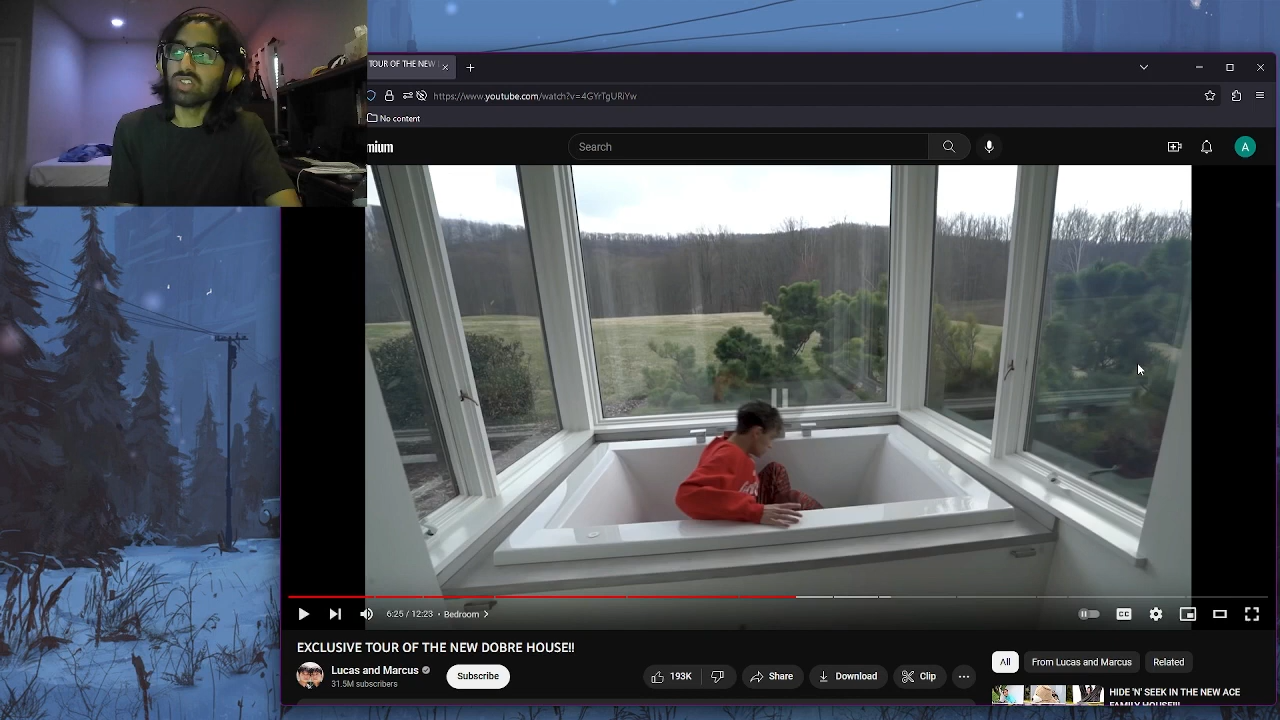 TOUR OF THE NEW
https://www.youtube.com/watch?v=4GYrTgURiYw
No content
mium
Search
A
6:25 / 12:23 • Bedroom
CC
EXCLUSIVE TOUR OF THE NEW DOBRE HOUSE!!
Lucas and Marcus
31.5M subscribers
Subscribe
193K
Share
Download
Clip
All
From Lucas and Marcus
Related
HIDE 'N' SEEK IN THE NEW ACE
FAMILY HOUSE!!!